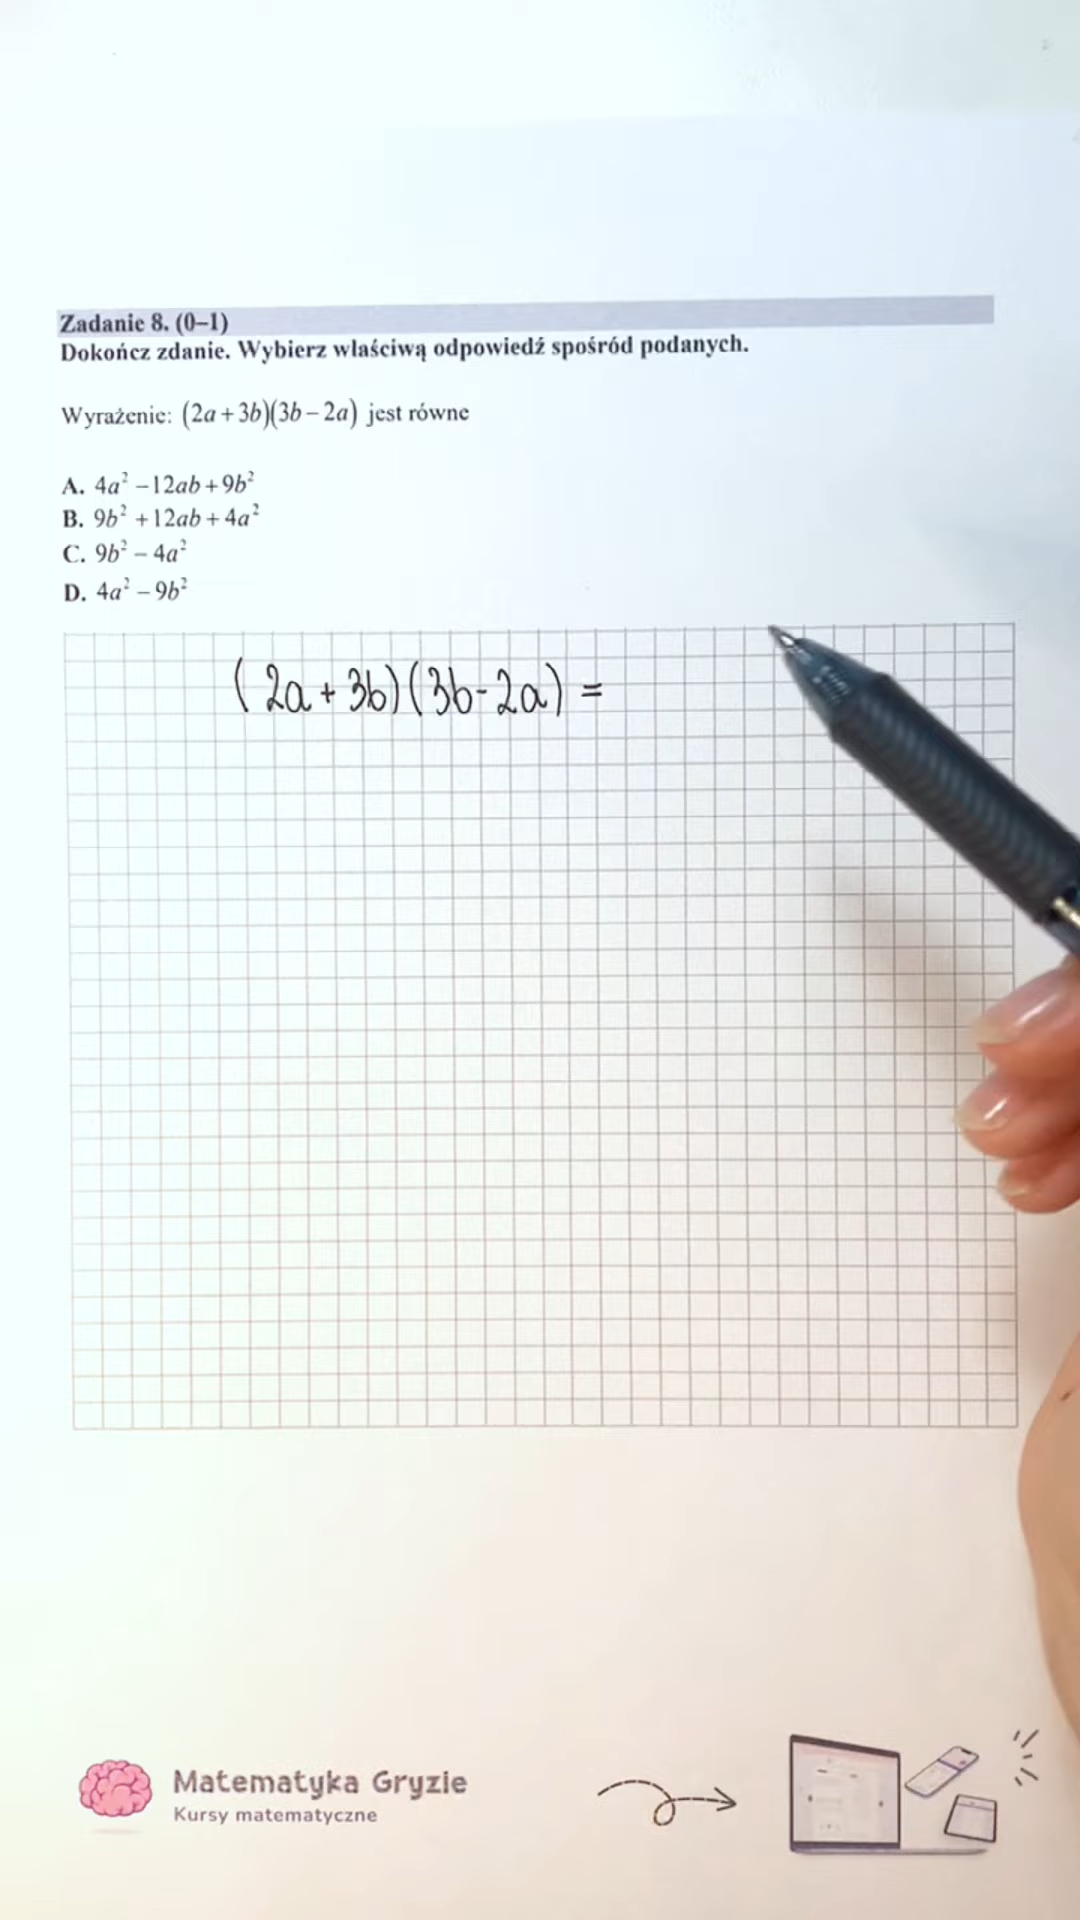 Zadanie 8. (0–1)
Dokończ zdanie. Wybierz właściwą odpowiedź spośród podanych.
Wyrażenie: (2a + 3b)(3b – 2a) jest równe
A. 4a² – 12ab + 9b²
B. 9b² + 12ab + 4a²
C. 9b² – 4a²
D. 4a² – 9b²
(2a + 3b)(3b - 2a) =
Matematyka Gryzie
Kursy matematyczne